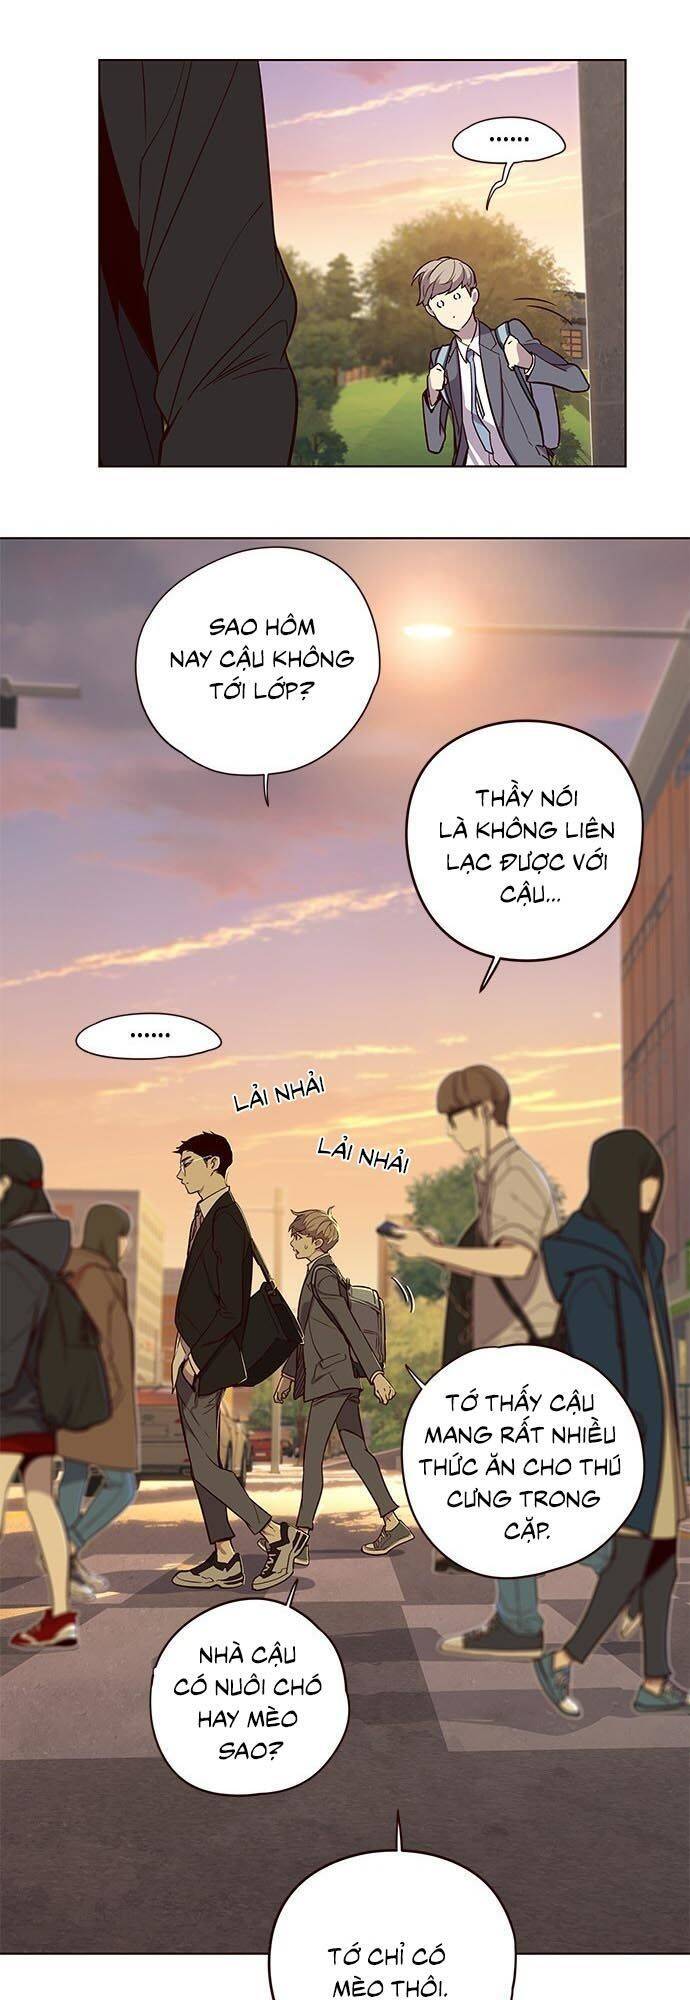 ......
SAO HÔM
NAY CẬU KHÔNG
TỚI LỚP?
THẦY NÓI
LÀ KHÔNG LIÊN
LẠC ĐƯỢC VỚI
CẬU...
......
LẢI NHẢI
LẢI NHẢI
TỚ THẤY CẬU
MANG RẤT NHIỀU
THỨC ĂN CHO THÚ
CƯNG TRONG
CẶP.
NHÀ CẬU
CÓ NUÔI CHÓ
HAY MÈO
SAO?
TỚ CHỈ CÓ
MÈO THÔI.